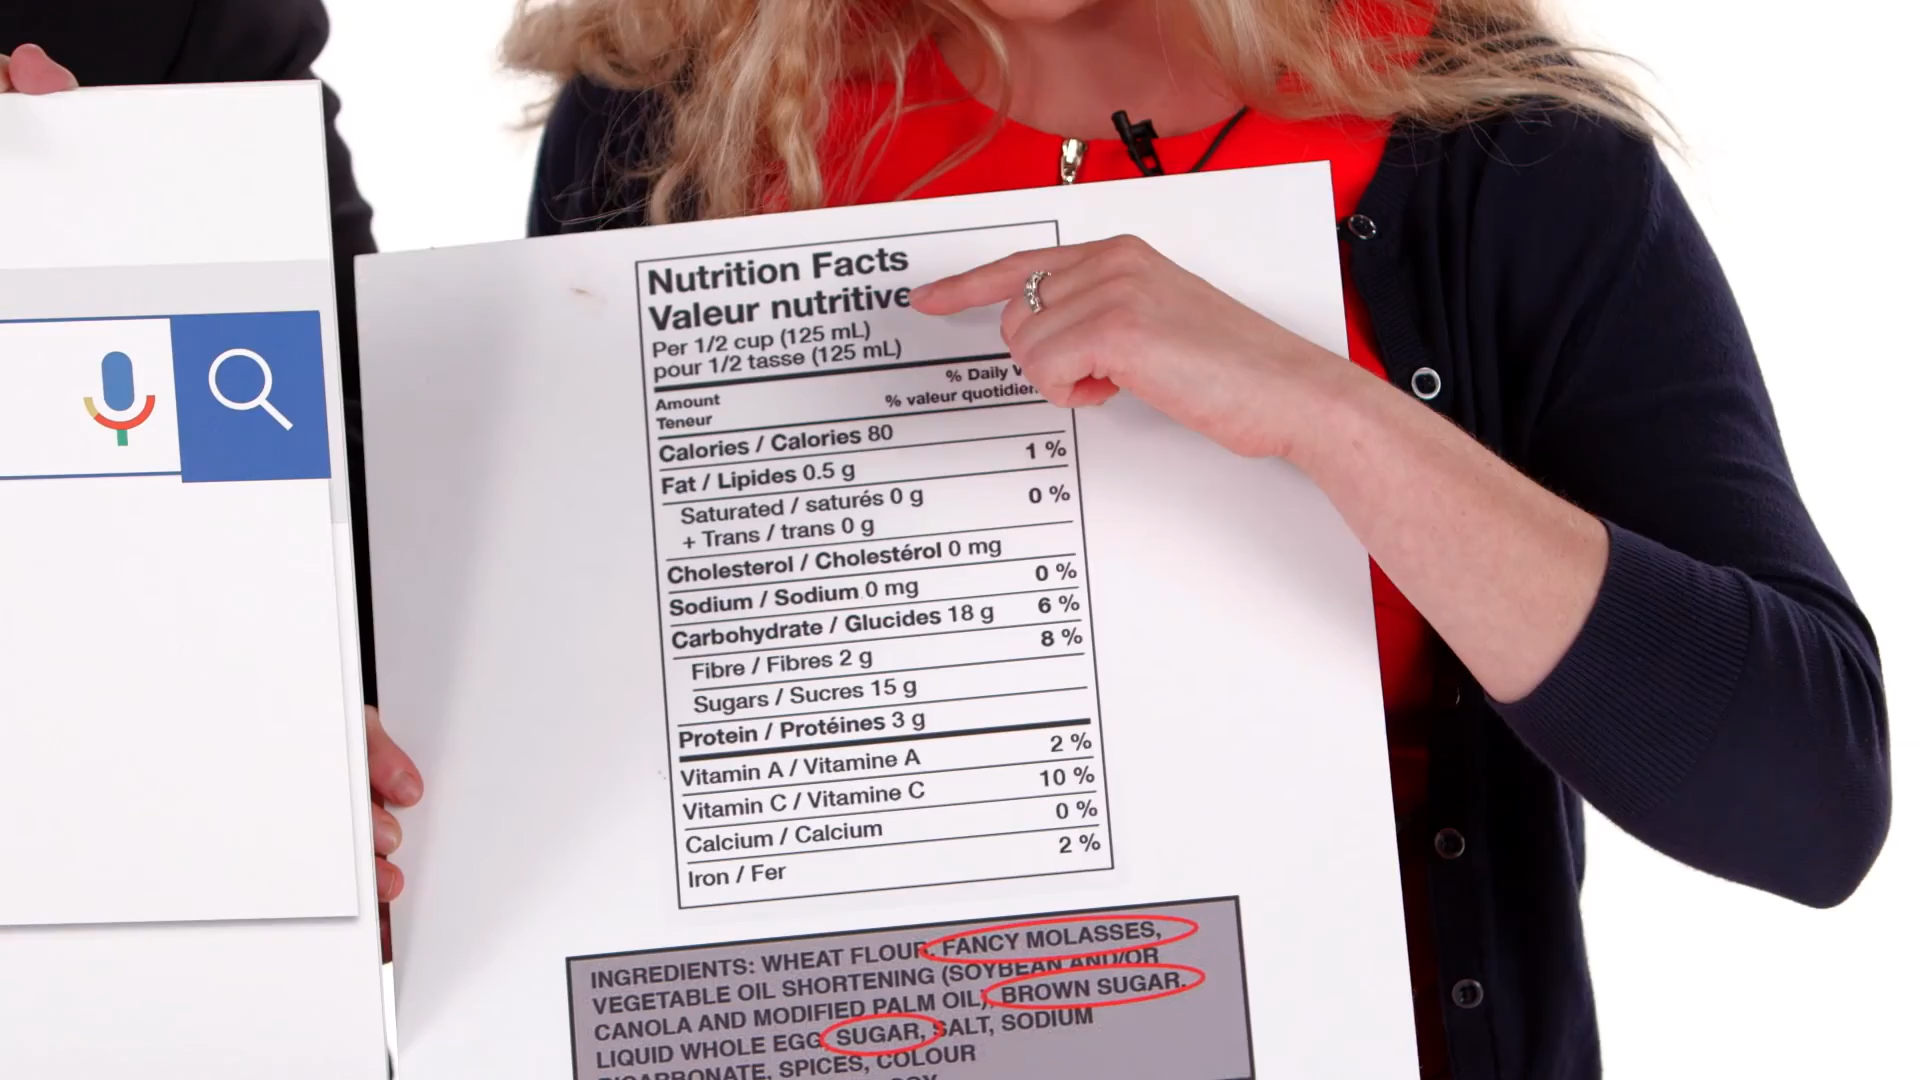 Nutrition Facts
Valeur nutritive
Per 1/2 cup (125 mL)
pour 1/2 tasse (125 mL)
% Daily V
Amount
% valeur quotidien
Teneur
Calories / Calories 80
Fat / Lipides 0.5 g 1 %
Saturated / saturés 0 g 0 %
+ Trans / trans 0 g
Cholesterol / Cholestérol 0 mg
Sodium / Sodium 0 mg 0 %
Carbohydrate / Glucides 18 g 6 %
Fibre / Fibres 2 g 8 %
Sugars / Sucres 15 g
Protein / Protéines 3 g
Vitamin A / Vitamine A 2 %
Vitamin C / Vitamine C 10 %
Calcium / Calcium 0 %
Iron / Fer 2 %
INGREDIENTS: WHEAT FLOUR, FANCY MOLASSES,
VEGETABLE OIL SHORTENING (SOYBEAN AND/OR
CANOLA AND MODIFIED PALM OIL), BROWN SUGAR,
LIQUID WHOLE EGG, SUGAR, SALT, SODIUM
BICARBONATE, SPICES, COLOUR